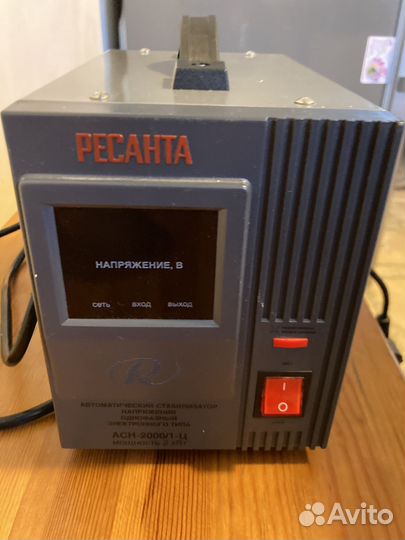 РЕСАНТА
НАПРЯЖЕНИЕ, В
сеть вход выход
R
АВТОМАТИЧЕСКИЙ СТАБИЛИЗАТОР
НАПРЯЖЕНИЯ
ОДНОФАЗНЫЙ
ЭЛЕКТРОННОГО ТИПА
АСН-2000/1-Ц
МОЩНОСТЬ 2 кВт
Avito